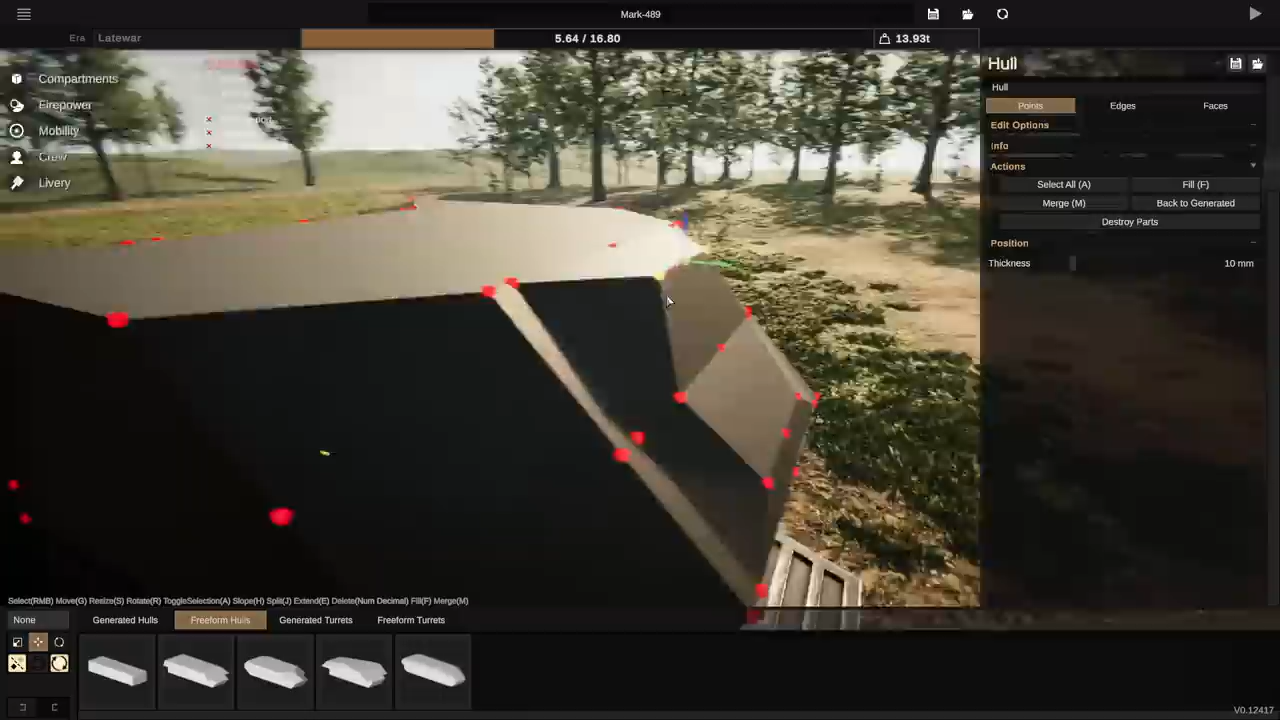 Mark-489
Era Latewar
5.64 / 16.80
13.93t
Compartments
Firepower
Mobility
Crew
Livery
Hull
Hull
Points Edges Faces
Edit Options
Info
Actions
Select All (A) Fill (F)
Merge (M) Back to Generated
Destroy Parts
Position
Thickness 10 mm
Select(RMB) Move(G) Resize(S) Rotate(R) ToggleSelection(A) Slope(H) Split(J) Extend(E) Delete(Num Decimal) Fill(F) Merge(M)
None Generated Hulls Freeform Hulls Generated Turrets Freeform Turrets
V0.12417